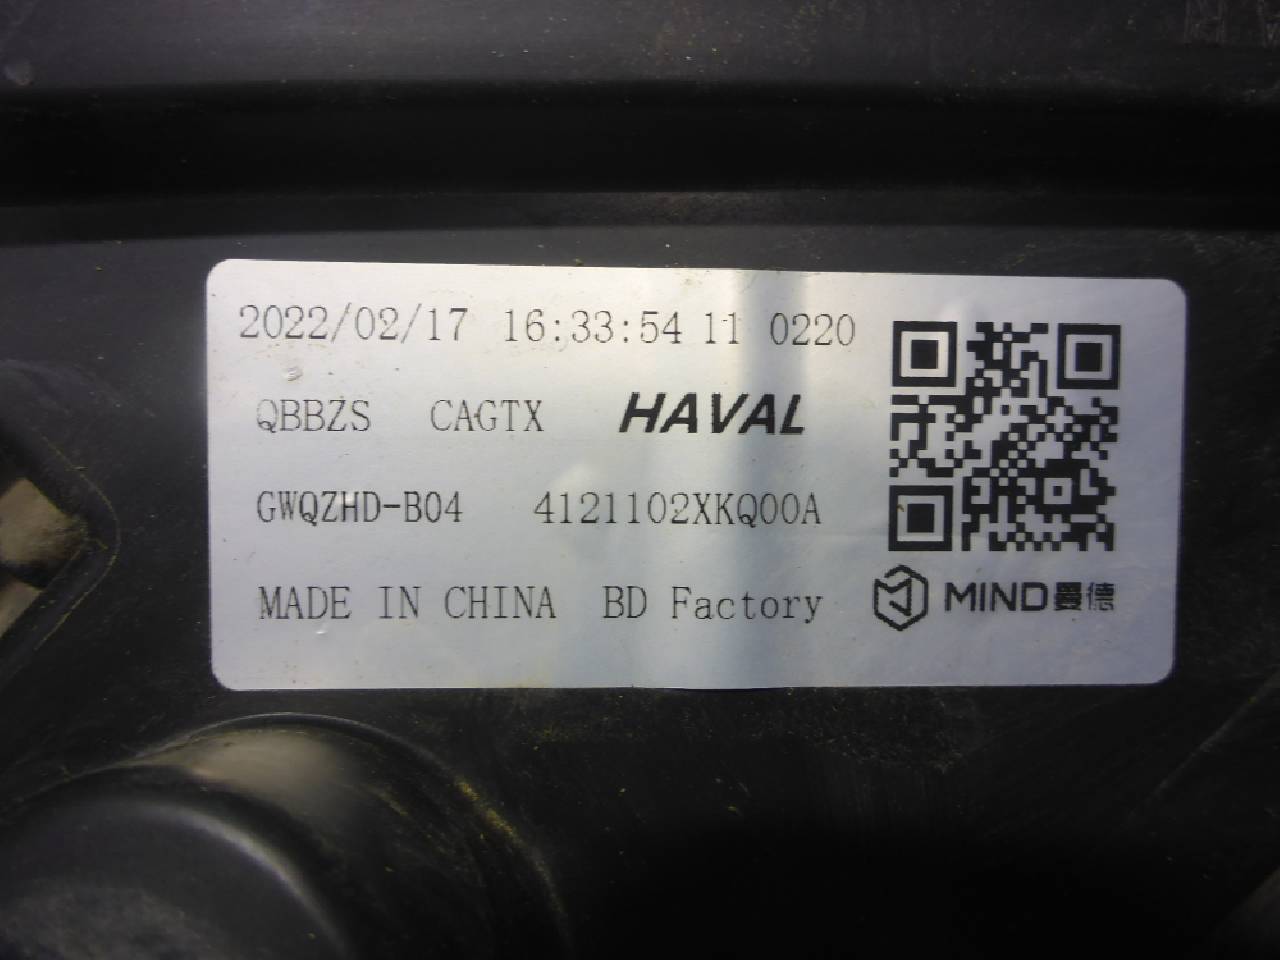 2022/02/17 16:33:54 11 0220
QBBZS CAGTX HAVAL
GWQZHD-B04 4121102XKQ00A
MADE IN CHINA BD Factory MIND曼德